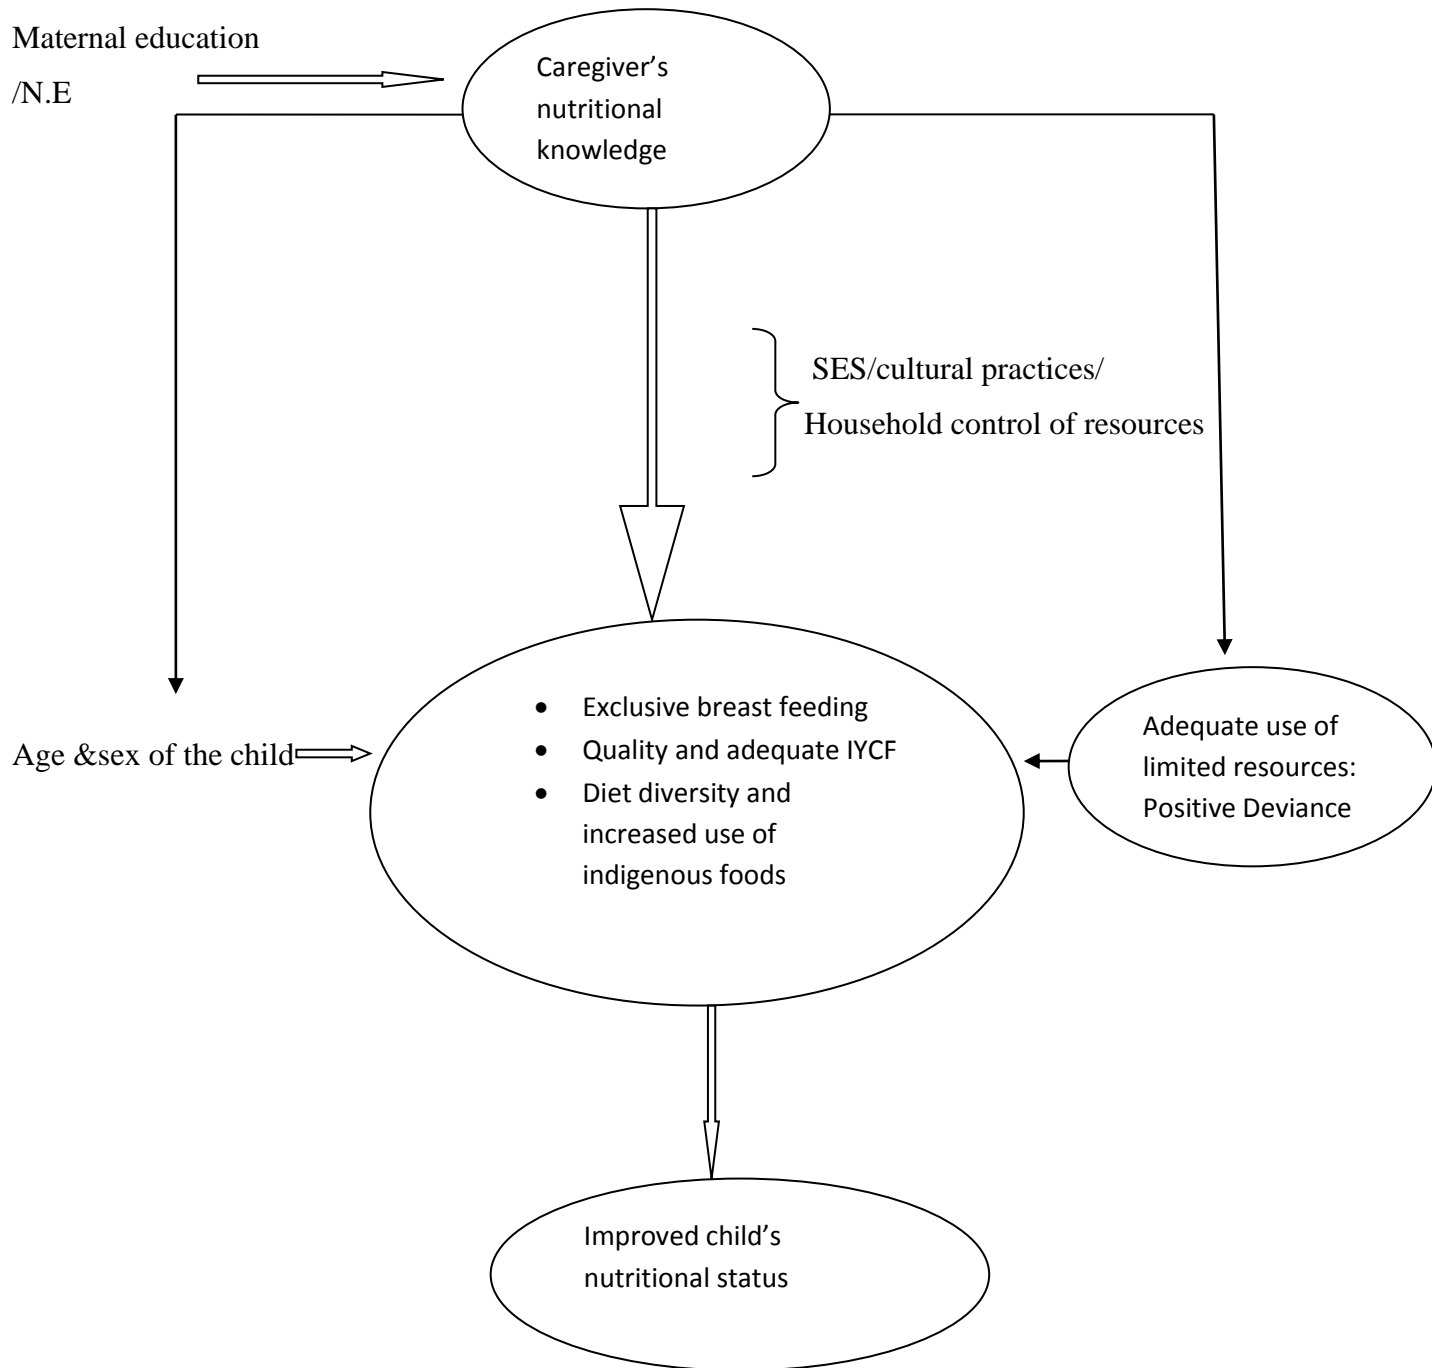 Maternal education
/N.E
Caregiver’s
nutritional
knowledge
SES/cultural practices/
Household control of resources
• Exclusive breast feeding
• Quality and adequate IYCF
• Diet diversity and
increased use of
indigenous foods
Age &sex of the child
Adequate use of
limited resources:
Positive Deviance
Improved child’s
nutritional status